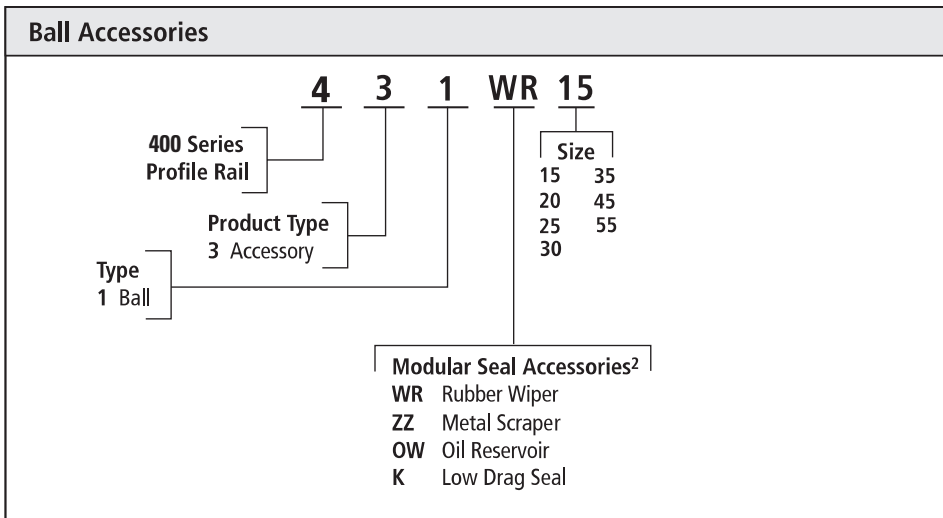 Ball Accessories
4 3 1 WR 15
400 Series
Profile Rail
Product Type
3 Accessory
Type
1 Ball
Size
15 35
20 45
25 55
30
Modular Seal Accessories²
WR Rubber Wiper
ZZ Metal Scraper
OW Oil Reservoir
K Low Drag Seal